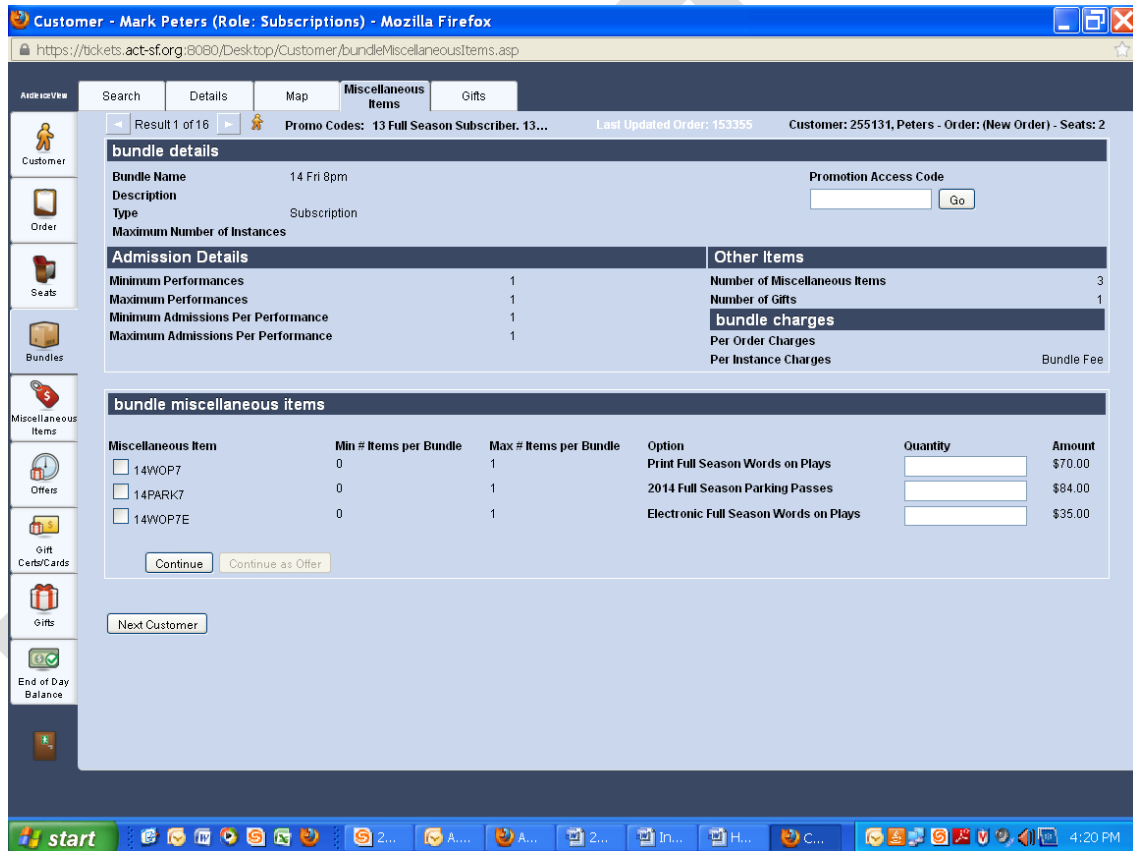 Customer - Mark Peters (Role: Subscriptions) - Mozilla Firefox
https://tickets.act-sf.org:8080/Desktop/Customer/bundleMiscellaneousItems.asp
AudienceView
Search Details Map Miscellaneous Items Gifts
Result 1 of 16 Promo Codes: 13 Full Season Subscriber. 13... Last Updated Order: 153355 Customer: 255131, Peters - Order: (New Order) - Seats: 2
Customer
Order
Seats
Bundles
Miscellaneous
Items
Offers
Gift
Certs/Cards
Gifts
End of Day
Balance
bundle details
Bundle Name 14 Fri 8pm Promotion Access Code
Description Go
Type Subscription
Maximum Number of Instances
Admission Details Other Items
Minimum Performances 1 Number of Miscellaneous Items 3
Maximum Performances 1 Number of Gifts 1
Minimum Admissions Per Performance 1 bundle charges
Maximum Admissions Per Performance 1 Per Order Charges
Per Instance Charges Bundle Fee
bundle miscellaneous items
Miscellaneous Item Min # Items per Bundle Max # Items per Bundle Option Quantity Amount
14WOP7 0 1 Print Full Season Words on Plays $70.00
14PARK7 0 1 2014 Full Season Parking Passes $84.00
14WOP7E 0 1 Electronic Full Season Words on Plays $35.00
Continue Continue as Offer
Next Customer
start 2... A... A... 2... In... H... C... 4:20 PM